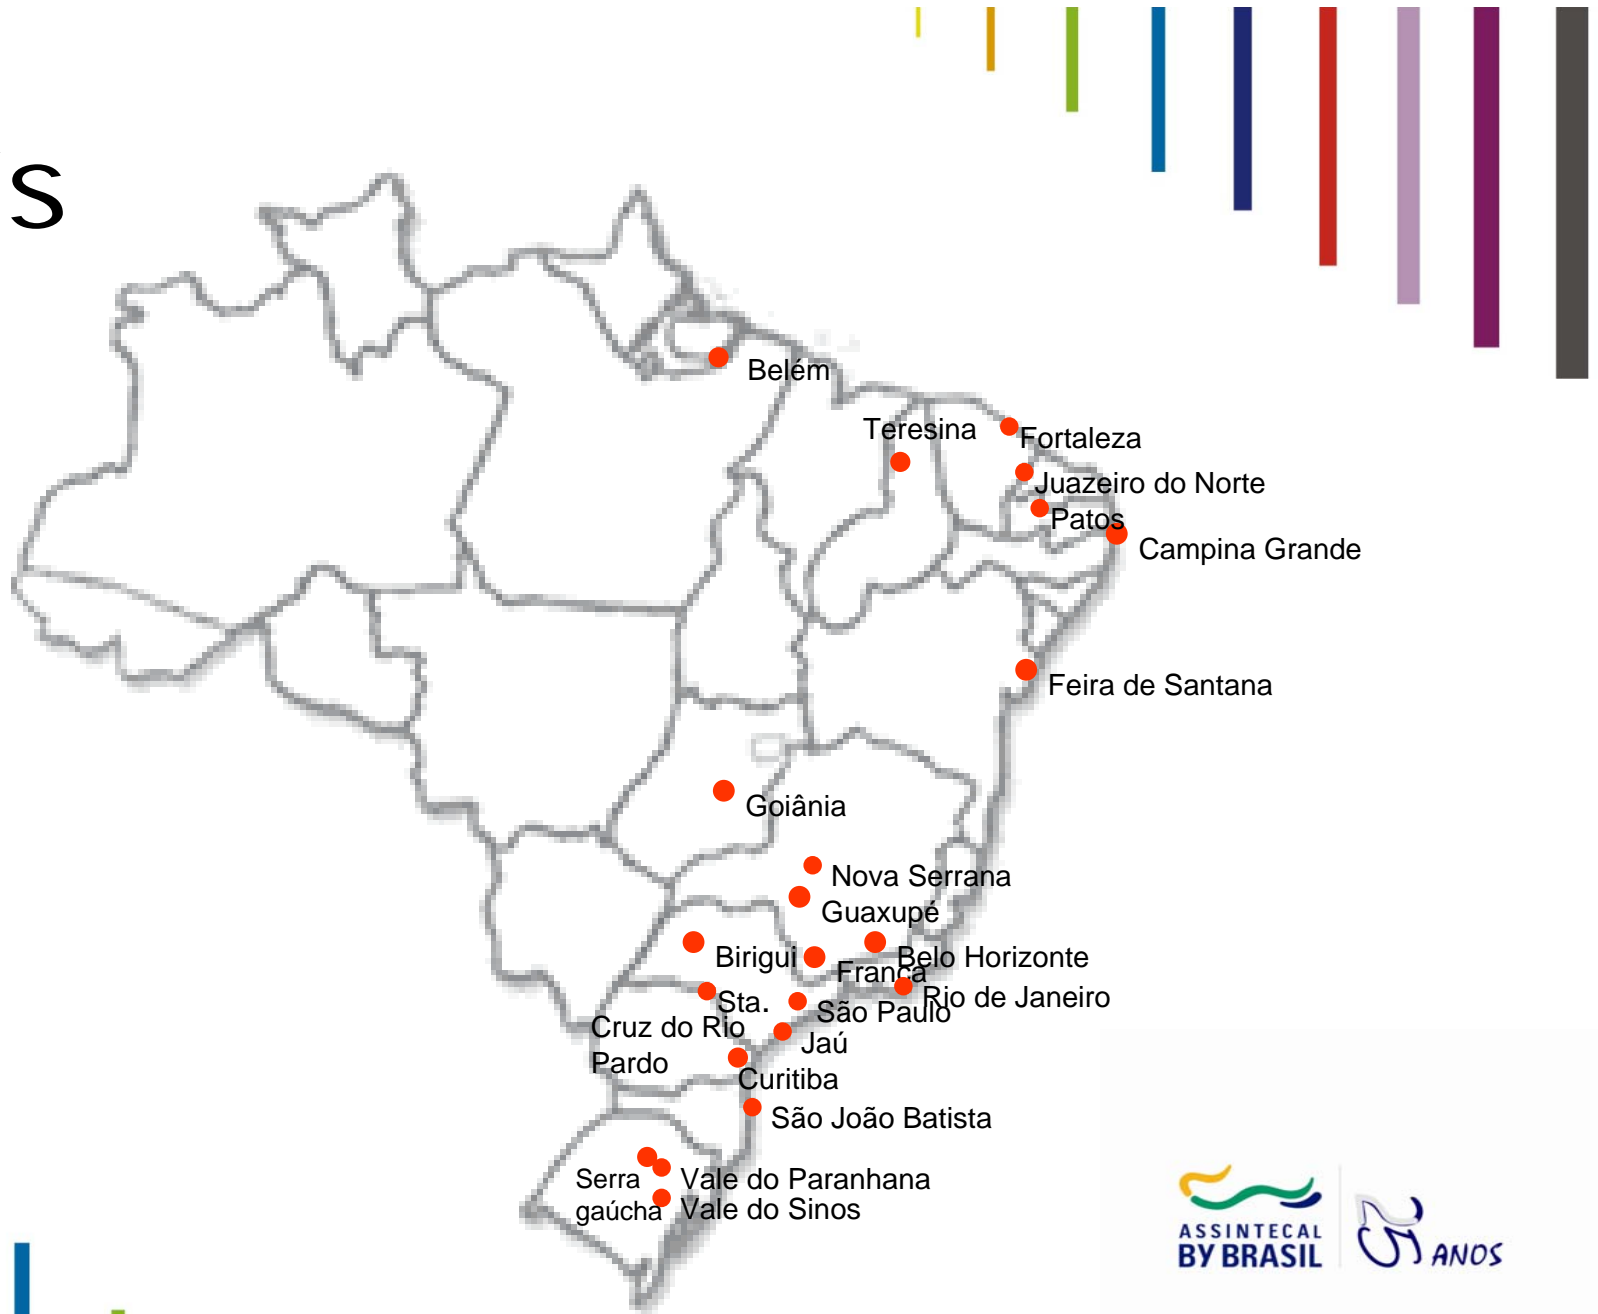 s
Belém
Teresina
Fortaleza
Juazeiro do Norte
Patos
Campina Grande
Feira de Santana
Goiânia
Nova Serrana
Guaxupé
Birigui
Belo Horizonte
Franca
Sta.
Cruz do Rio
Pardo
Rio de Janeiro
São Paulo
Jaú
Curitiba
São João Batista
Serra
gaúcha
Vale do Paranhana
Vale do Sinos
ASSINTECAL
BY BRASIL
25 ANOS